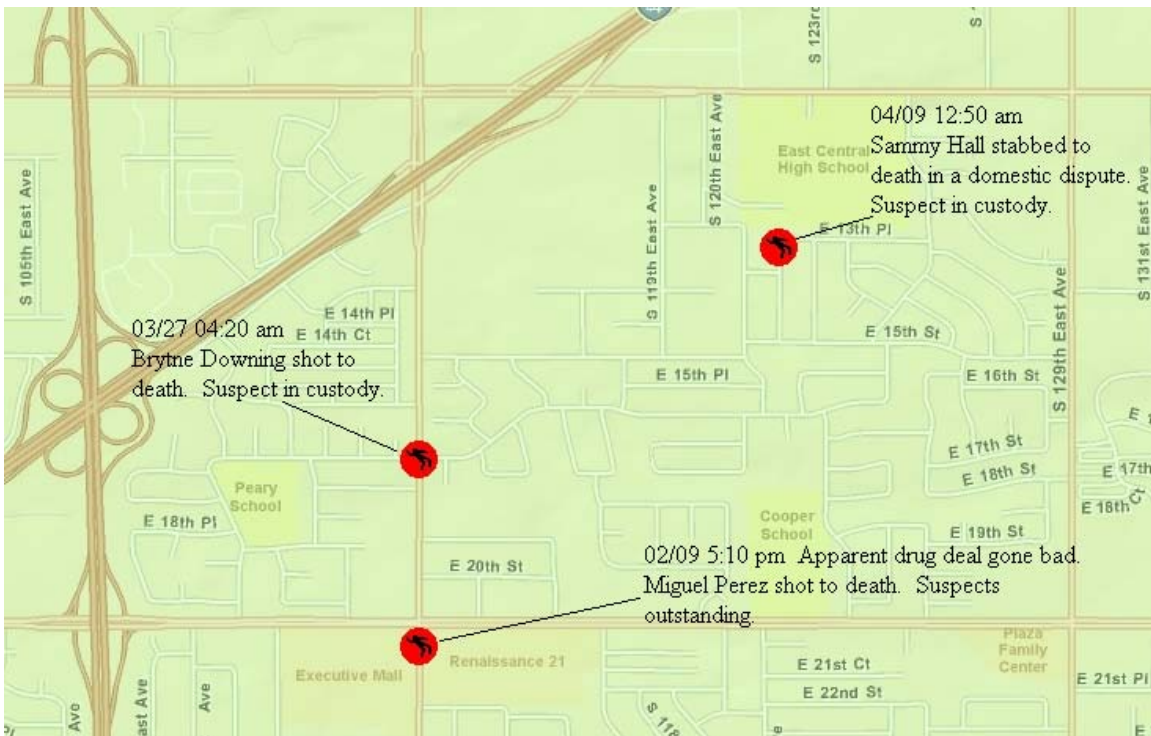 44
S 123rd
S
04/09 12:50 am
Sammy Hall stabbed to
death in a domestic dispute.
Suspect in custody.
East Central
High School
S 105th East Ave
S 120th East Ave
S 119th East Ave
E 13th Pl
S 131st East Ave
S 129th East Ave
E 14th Pl
E 14th Ct
03/27 04:20 am
Brytne Downing shot to
death. Suspect in custody.
E 15th St
E 15th Pl
E 16th St
E 17th St
E 17th
E 18th St
E 18th Ct
Peary
School
E 18th Pl
Cooper
School
E 19th St
E 20th St
02/09 5:10 pm Apparent drug deal gone bad.
Miguel Perez shot to death. Suspects
outstanding.
Executive Mall
Renaissance 21
Plaza
Family
Center
E 21st Ct
E 21st Pl
E 22nd St
S 118
Ave
ast Ave
Ave